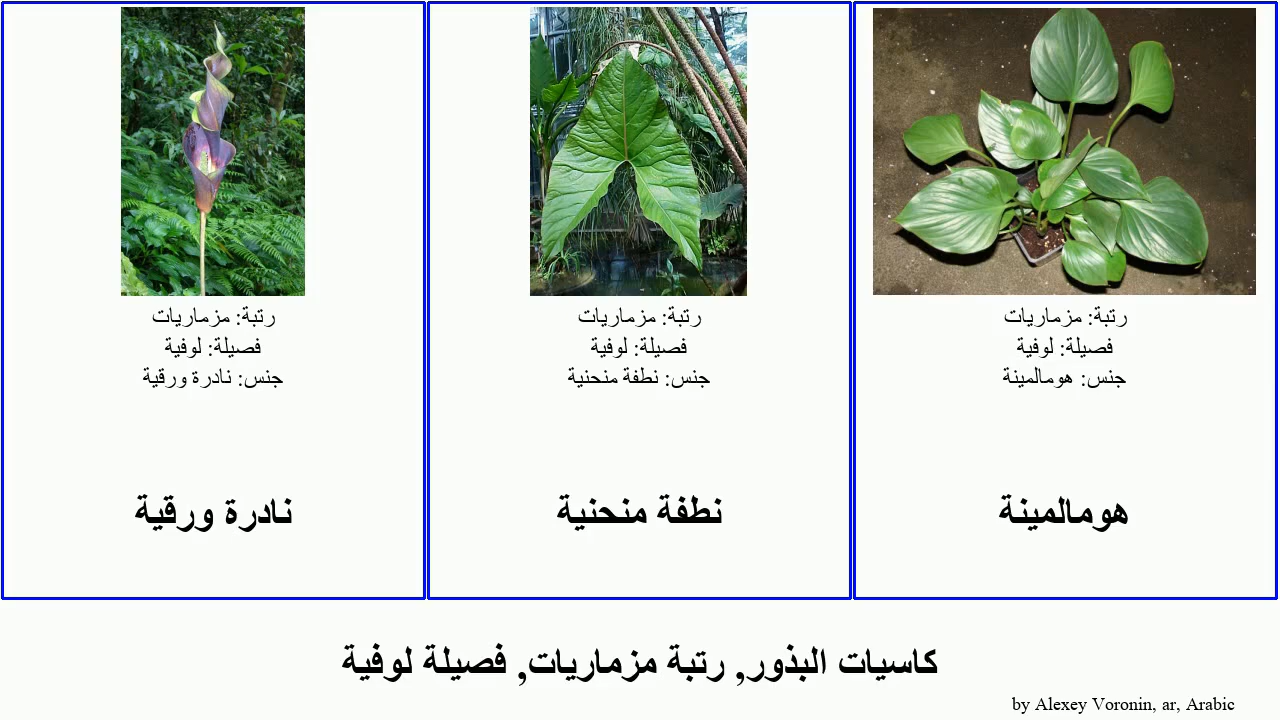 رتبة: مزماريات
فصيلة: لوفية
جنس: هومالمينة
هومالمينة
رتبة: مزماريات
فصيلة: لوفية
جنس: نطفة منحنية
نطفة منحنية
رتبة: مزماريات
فصيلة: لوفية
جنس: نادرة ورقية
نادرة ورقية
كاسيات البذور, رتبة مزماريات, فصيلة لوفية
by Alexey Voronin, ar, Arabic